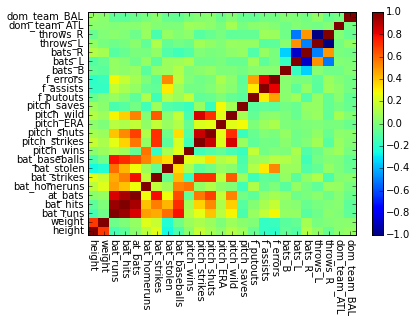 dom_team_BAL
dom_team_ATL
throws_R
throws_L
bats_R
bats_L
bats_B
f_errors
f_assists
f_putouts
pitch_saves
pitch_wild
pitch_ERA
pitch_shuts
pitch_strikes
pitch_wins
bat_baseballs
bat_stolen
bat_strikes
bat_homeruns
at_bats
bat_hits
bat_runs
weight
height
height
weight
bat_runs
bat_hits
at_bats
bat_homeruns
bat_strikes
bat_stolen
bat_baseballs
pitch_wins
pitch_strikes
pitch_shuts
pitch_ERA
pitch_wild
pitch_saves
f_putouts
f_assists
f_errors
bats_B
bats_L
bats_R
throws_L
throws_R
dom_team_ATL
dom_team_BAL
1.0
0.8
0.6
0.4
0.2
0.0
−0.2
−0.4
−0.6
−0.8
−1.0